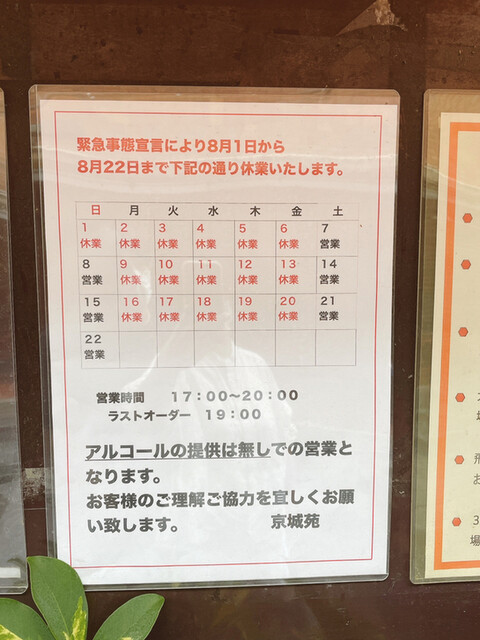 緊急事態宣言により8月1日から
8月22日まで下記の通り休業いたします。
日 月 火 水 木 金 土
1 2 3 4 5 6 7
休業 休業 休業 休業 休業 休業 営業
8 9 10 11 12 13 14
営業 休業 休業 休業 休業 休業 営業
15 16 17 18 19 20 21
営業 休業 休業 休業 休業 休業 営業
22
営業
営業時間 17：00〜20：00
ラストオーダー 19：00
アルコールの提供は無しでの営業と
なります。
お客様のご理解ご協力を宜しくお願
い致します。 京城苑
飛
お
3
場